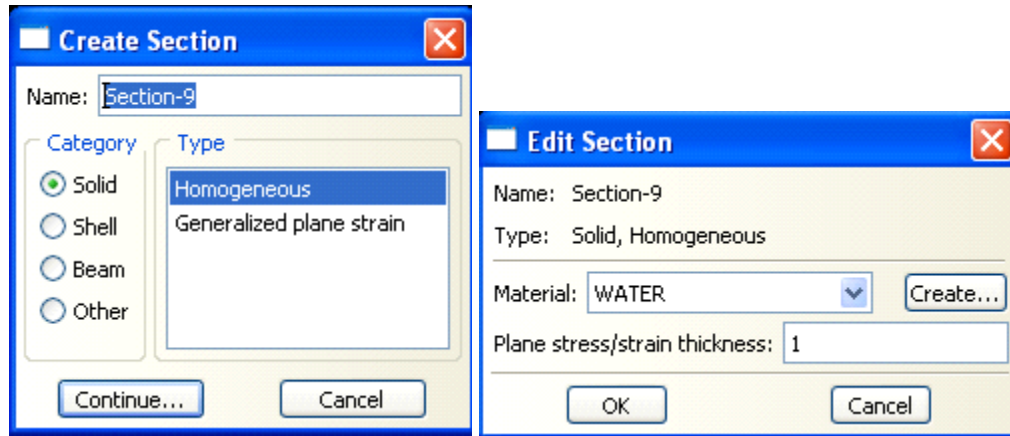 Create Section
Name: Section-9
Category
Type
Solid
Shell
Beam
Other
Homogeneous
Generalized plane strain
Continue...
Cancel
Edit Section
Name: Section-9
Type: Solid, Homogeneous
Material: WATER
Create...
Plane stress/strain thickness: 1
OK
Cancel